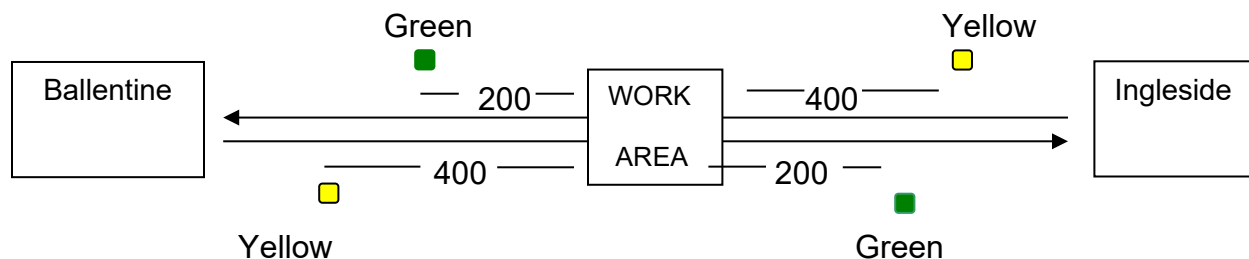 Green
Yellow
Ballentine
200
WORK
400
Ingleside
AREA
400
200
Yellow
Green